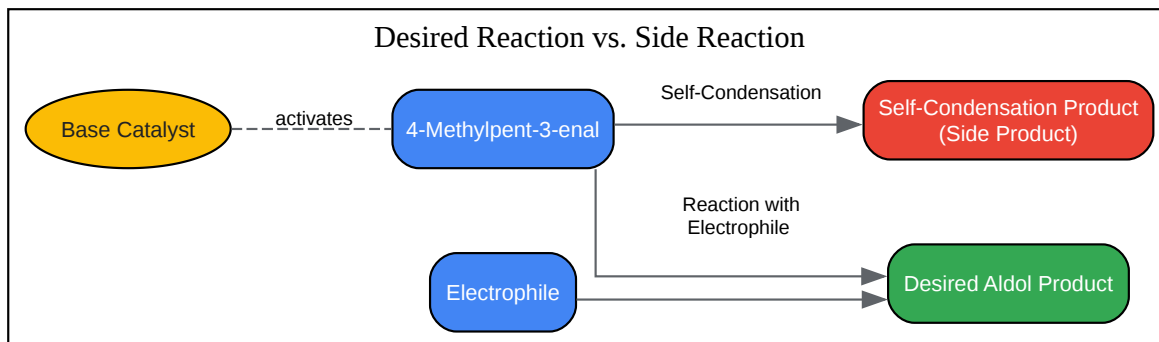 Desired Reaction vs. Side Reaction
Base Catalyst
activates
4-Methylpent-3-enal
Self-Condensation
Self-Condensation Product
(Side Product)
Reaction with
Electrophile
Electrophile
Desired Aldol Product